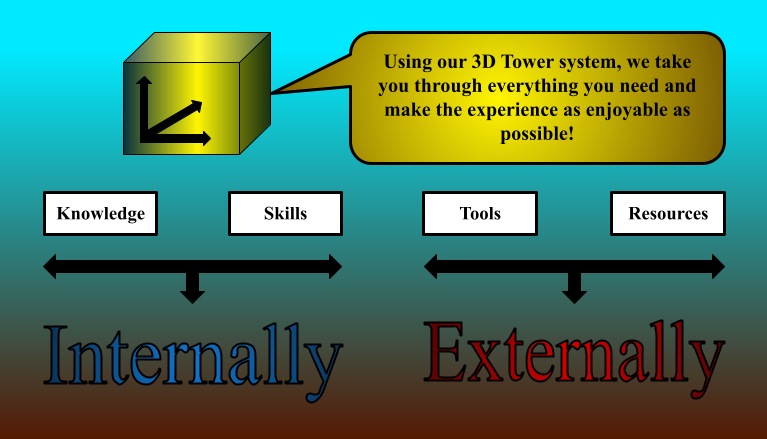 Using our 3D Tower system, we take
you through everything you need and
make the experience as enjoyable as
possible!
Knowledge
Skills
Tools
Resources
Internally
Externally